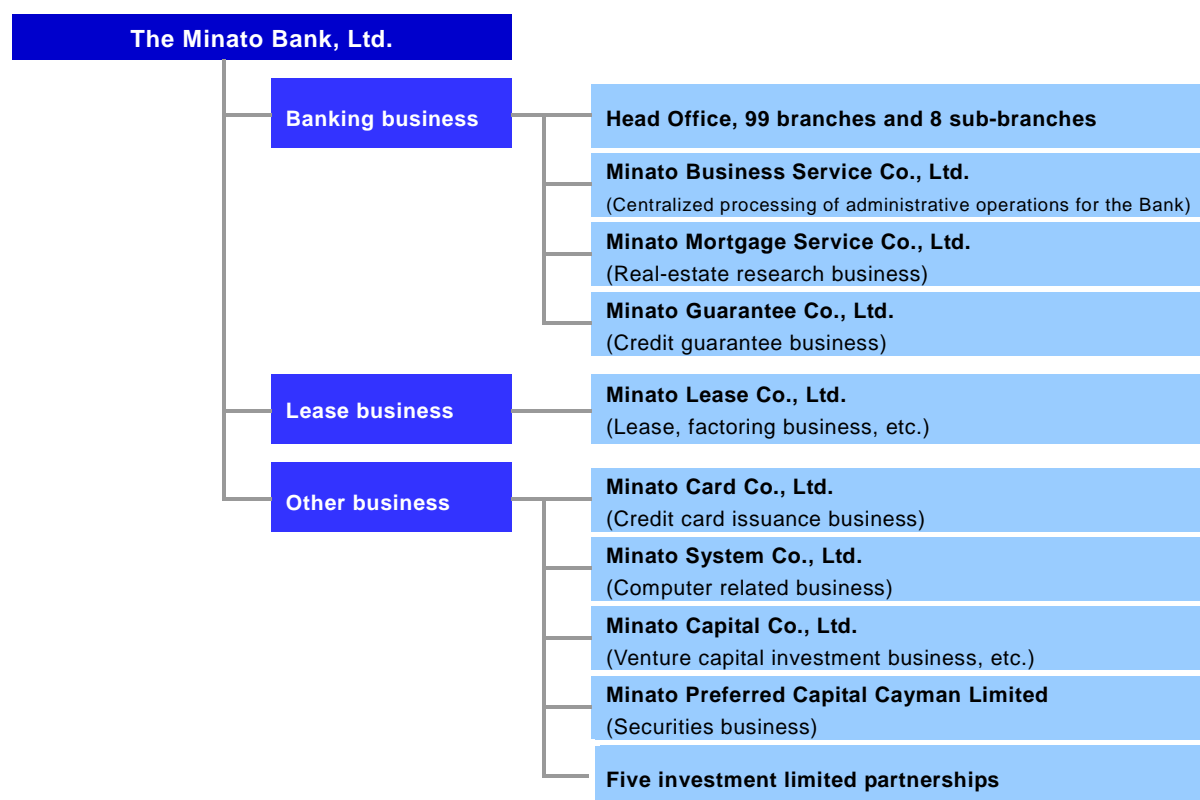 The Minato Bank, Ltd.
Banking business
Head Office, 99 branches and 8 sub-branches
Minato Business Service Co., Ltd.
(Centralized processing of administrative operations for the Bank)
Minato Mortgage Service Co., Ltd.
(Real-estate research business)
Minato Guarantee Co., Ltd.
(Credit guarantee business)
Lease business
Minato Lease Co., Ltd.
(Lease, factoring business, etc.)
Other business
Minato Card Co., Ltd.
(Credit card issuance business)
Minato System Co., Ltd.
(Computer related business)
Minato Capital Co., Ltd.
(Venture capital investment business, etc.)
Minato Preferred Capital Cayman Limited
(Securities business)
Five investment limited partnerships